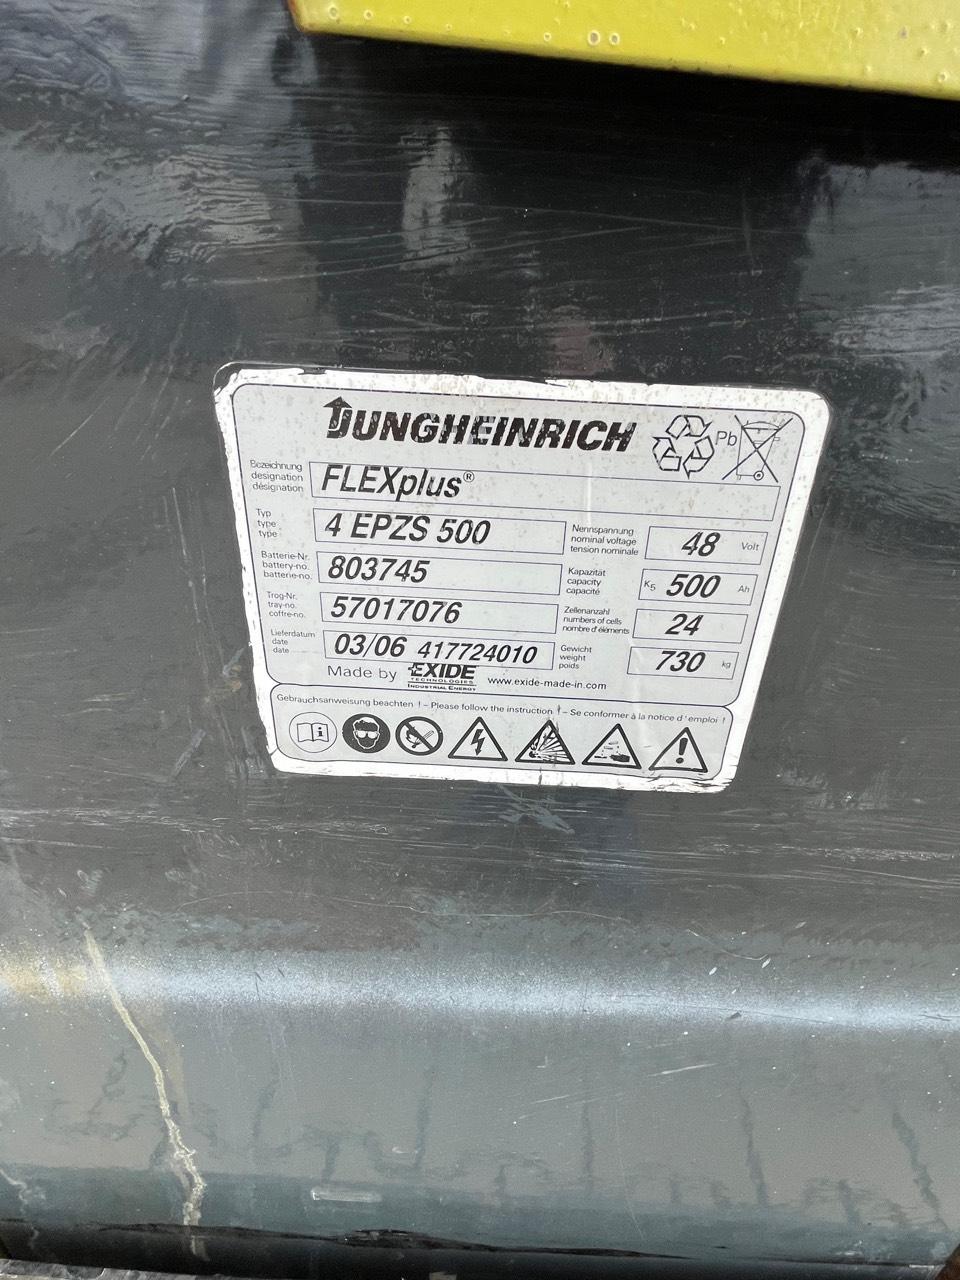 JUNGHEINRICH
Pb
Bezeichnung
designation
désignation
FLEXplus®
Typ
type
type
4 EPZS 500
Nennspannung
nominal voltage
tension nominale
48 Volt
Batterie-Nr.
battery-no.
batterie-no.
803745
Kapazität
capacity
capacité
K5 500 Ah
Trog-Nr.
tray-no.
coffre-no.
57017076
Zellenanzahl
numbers of cells
nombre d'éléments
24
Lieferdatum
date
date
03/06 417724010
Gewicht
weight
poids
730 kg
Made by EXIDE
TECHNOLOGIES
INDUSTRIAL ENERGY
www.exide-made-in.com
Gebrauchsanweisung beachten ! – Please follow the instruction ! – Se conformer à la notice d'emploi !